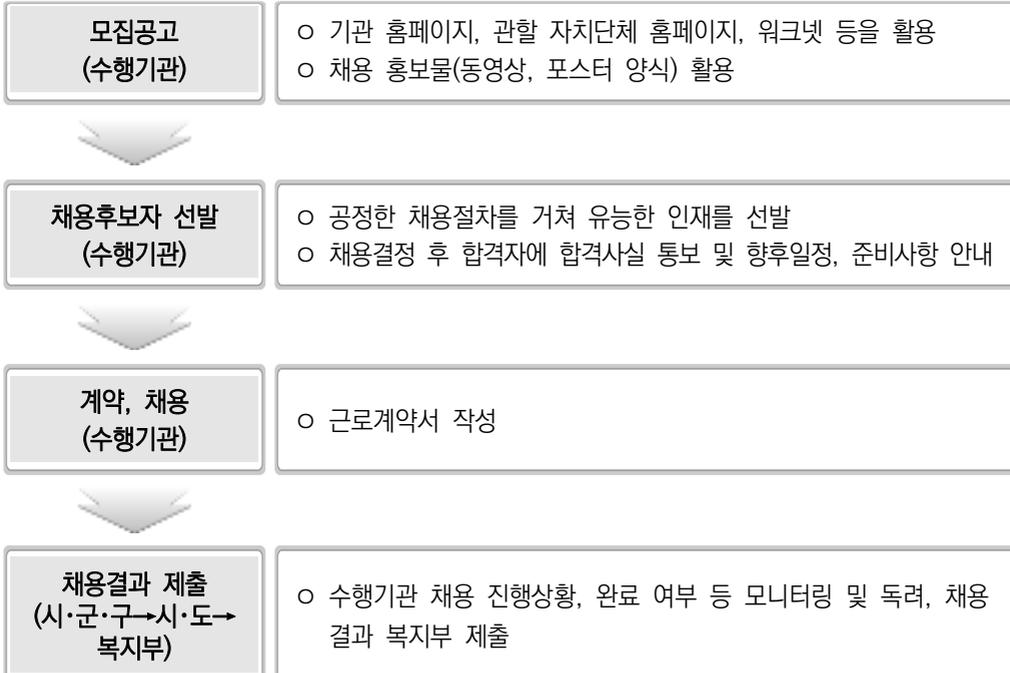 모집공고
(수행기관)
ㅇ 기관 홈페이지, 관할 자치단체 홈페이지, 워크넷 등을 활용
ㅇ 채용 홍보물(동영상, 포스터 양식) 활용
채용후보자 선발
(수행기관)
ㅇ 공정한 채용절차를 거쳐 유능한 인재를 선발
ㅇ 채용결정 후 합격자에 합격사실 통보 및 향후일정, 준비사항 안내
계약, 채용
(수행기관)
ㅇ 근로계약서 작성
채용결과 제출
(시·군·구→시·도→
복지부)
ㅇ 수행기관 채용 진행상황, 완료 여부 등 모니터링 및 독려, 채용
결과 복지부 제출